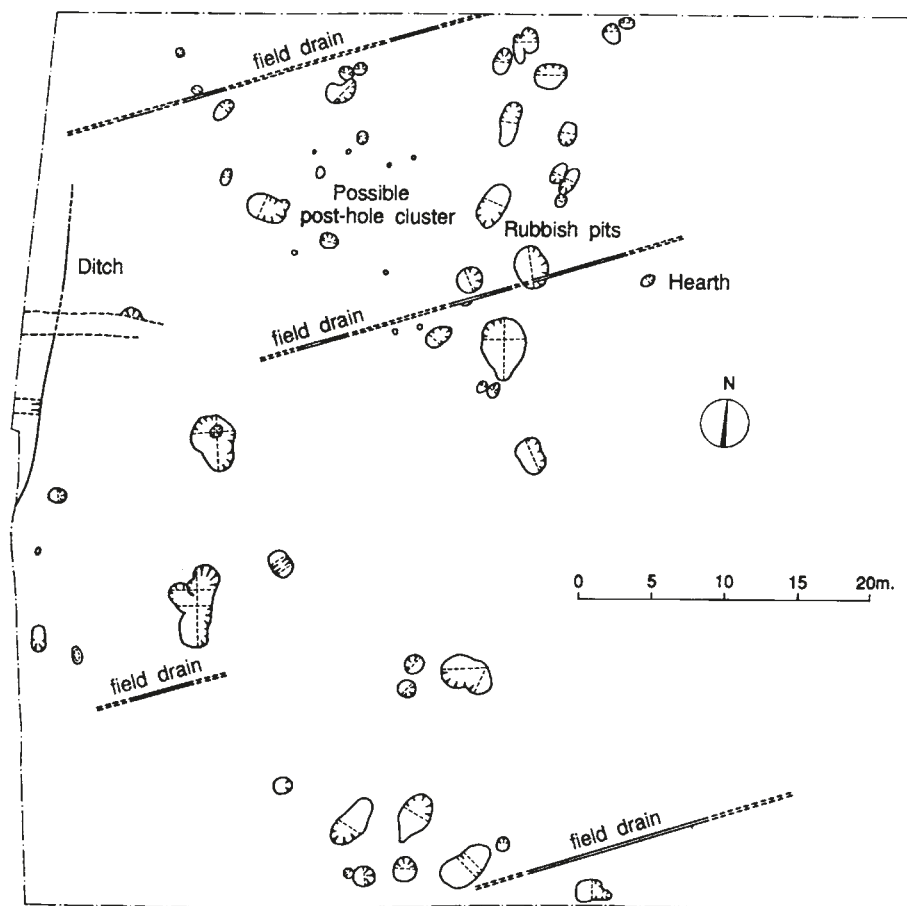 field drain
Possible
post-hole cluster
Rubbish pits
Ditch
Hearth
field drain
N
0 5 10 15 20m.
field drain
field drain